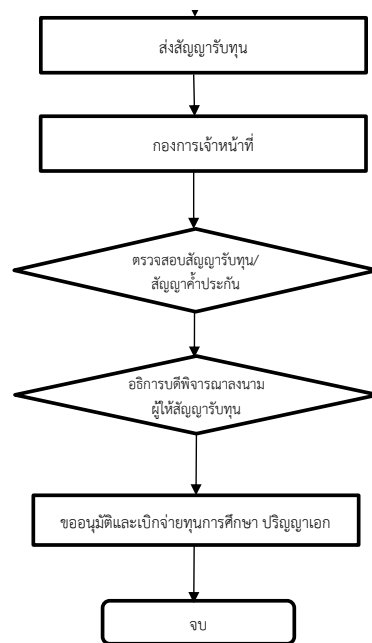 ส่งสัญญารับทุน
กองการเจ้าหน้าที่
ตรวจสอบสัญญารับทุน/
สัญญาค้ำประกัน
อธิการบดีพิจารณาลงนาม
ผู้ให้สัญญารับทุน
ขออนุมัติและเบิกจ่ายทุนการศึกษา ปริญญาเอก
จบ